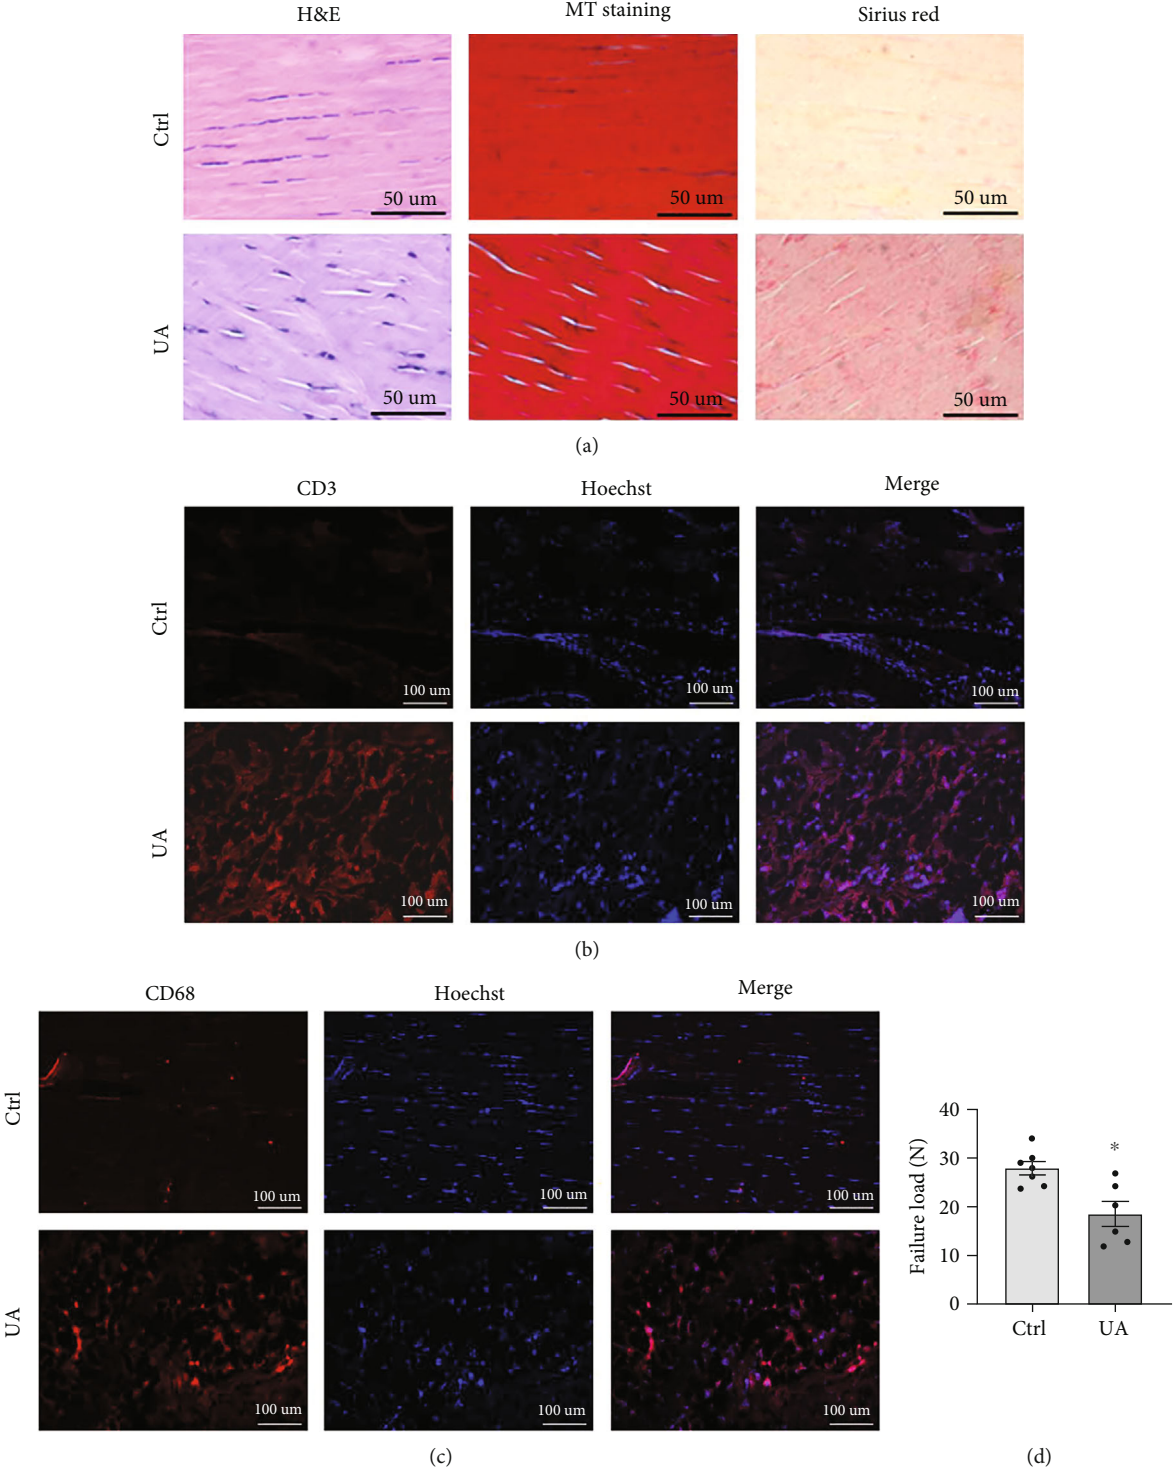 H&E MT staining Sirius red
Ctrl
50 um 50 um 50 um
UA
50 um 50 um 50 um
(a)
CD3 Hoechst Merge
Ctrl
100 um 100 um 100 um
UA
100 um 100 um 100 um
(b)
CD68 Hoechst Merge
Ctrl
100 um 100 um 100 um
UA
100 um 100 um 100 um
(c)
Failure load (N)
40
30
20
10
0
*
Ctrl UA
(d)